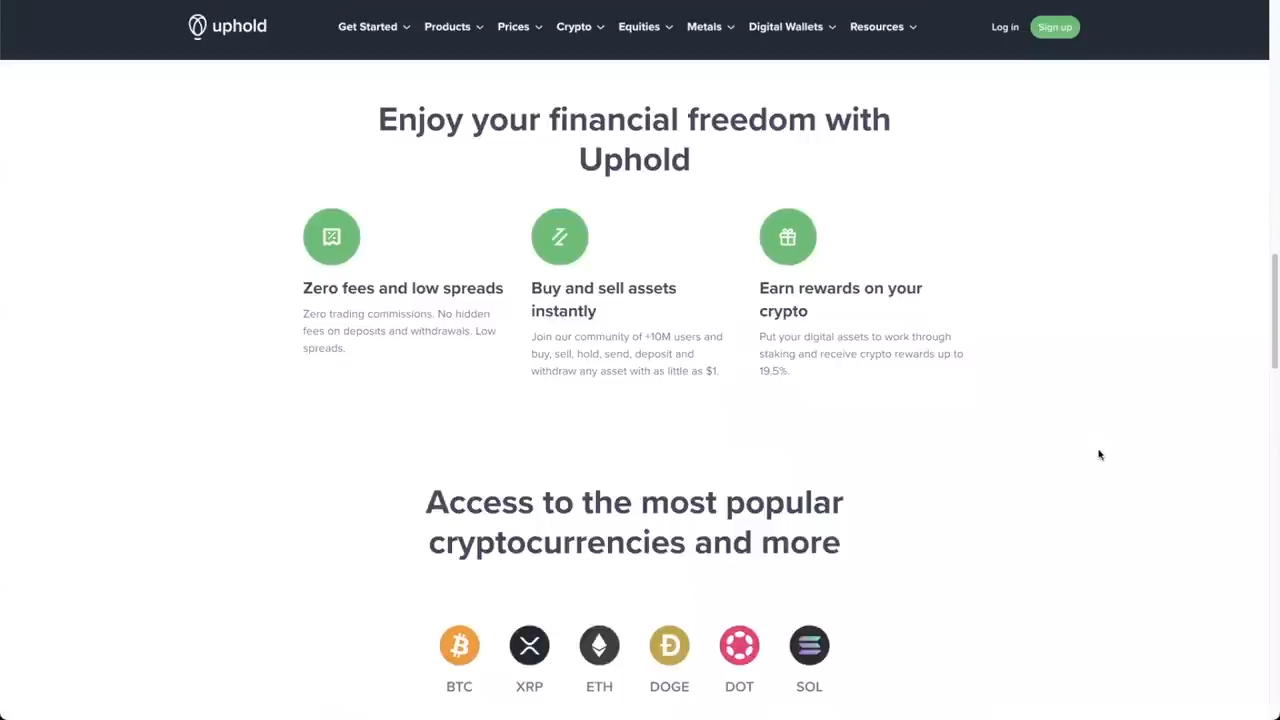 uphold
Get Started Products Prices Crypto Equities Metals Digital Wallets Resources
Log in Sign up
Enjoy your financial freedom with
Uphold
Zero fees and low spreads
Zero trading commissions. No hidden
fees on deposits and withdrawals. Low
spreads.
Buy and sell assets
instantly
Join our community of +10M users and
buy, sell, hold, send, deposit and
withdraw any asset with as little as $1.
Earn rewards on your
crypto
Put your digital assets to work through
staking and receive crypto rewards up to
19.5%.
Access to the most popular
cryptocurrencies and more
BTC XRP ETH DOGE DOT SOL